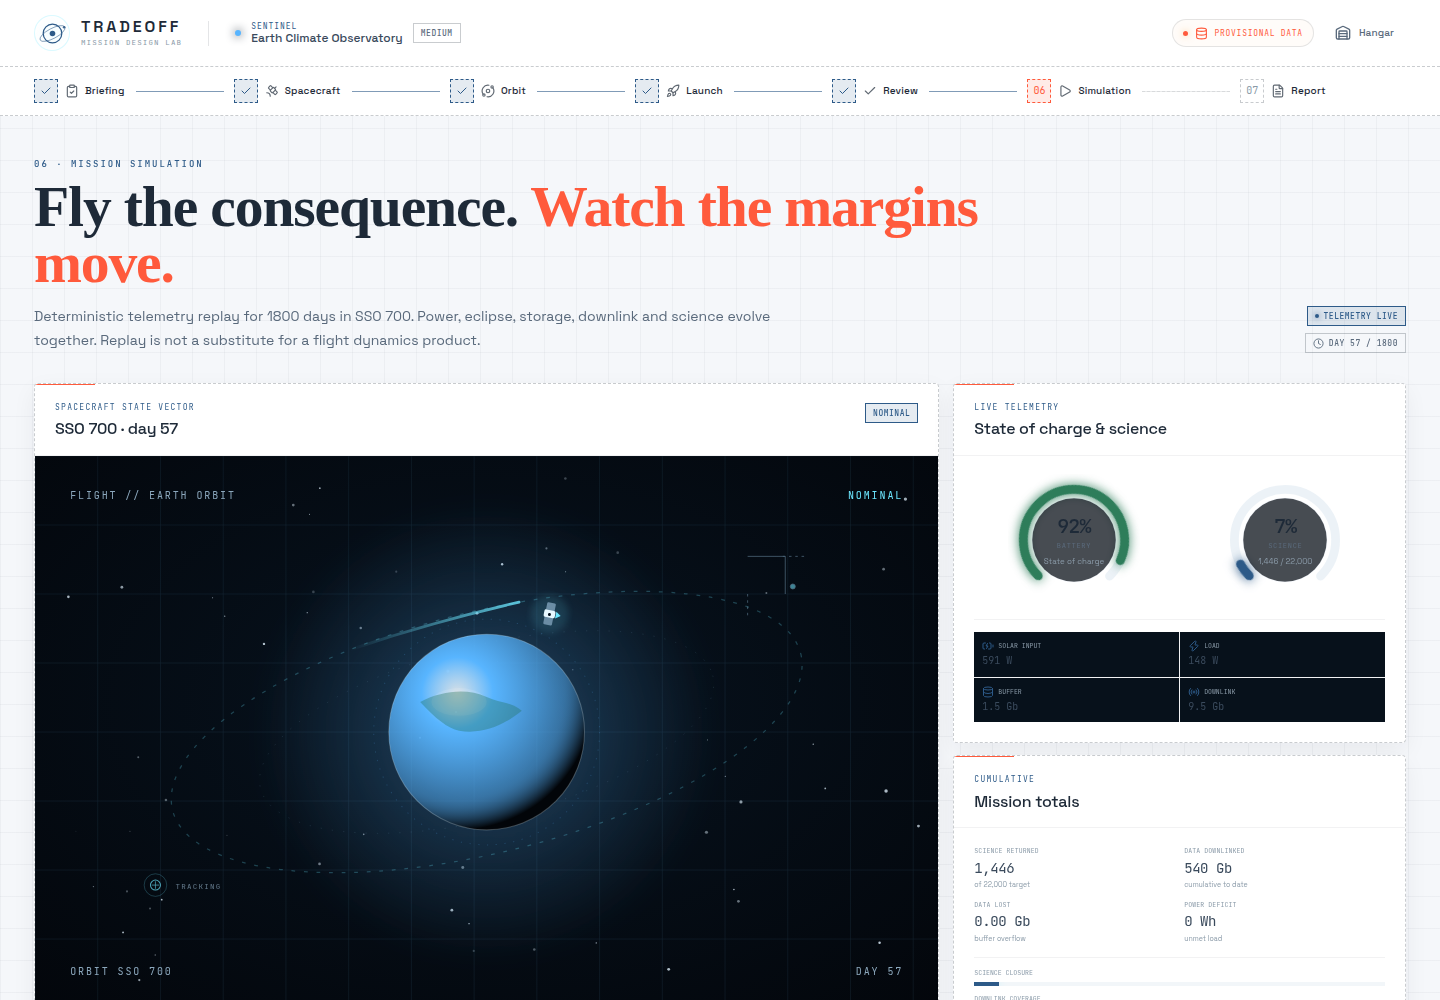 TRADEOFF
MISSION DESIGN LAB
SENTINEL
Earth Climate Observatory
MEDIUM
PROVISIONAL DATA
Hangar
Briefing
Spacecraft
Orbit
Launch
Review
06
Simulation
07
Report
06 · MISSION SIMULATION
Fly the consequence. Watch the margins
move.
Deterministic telemetry replay for 1800 days in SSO 700. Power, eclipse, storage, downlink and science evolve
together. Replay is not a substitute for a flight dynamics product.
TELEMETRY LIVE
DAY 57 / 1800
SPACECRAFT STATE VECTOR
SSO 700 · day 57
NOMINAL
FLIGHT // EARTH ORBIT
NOMINAL
TRACKING
ORBIT SSO 700
DAY 57
LIVE TELEMETRY
State of charge & science
92%
BATTERY
State of charge
7%
SCIENCE
1,446 / 22,000
SOLAR INPUT
591 W
LOAD
148 W
BUFFER
1.5 Gb
DOWNLINK
9.5 Gb
CUMULATIVE
Mission totals
SCIENCE RETURNED
1,446
of 22,000 target
DATA DOWNLINKED
540 Gb
cumulative to date
DATA LOST
0.00 Gb
buffer overflow
POWER DEFICIT
0 Wh
unmet load
SCIENCE CLOSURE
DOWNLINK COVERAGE